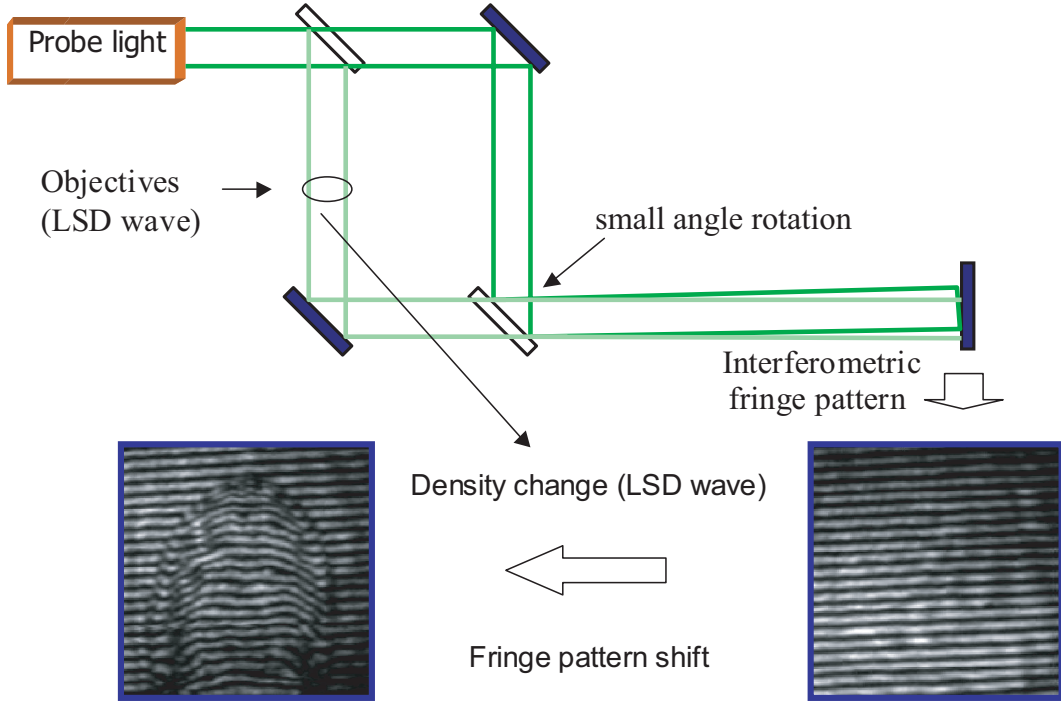 Probe light
Objectives
(LSD wave)
small angle rotation
Interferometric
fringe pattern
Density change (LSD wave)
Fringe pattern shift